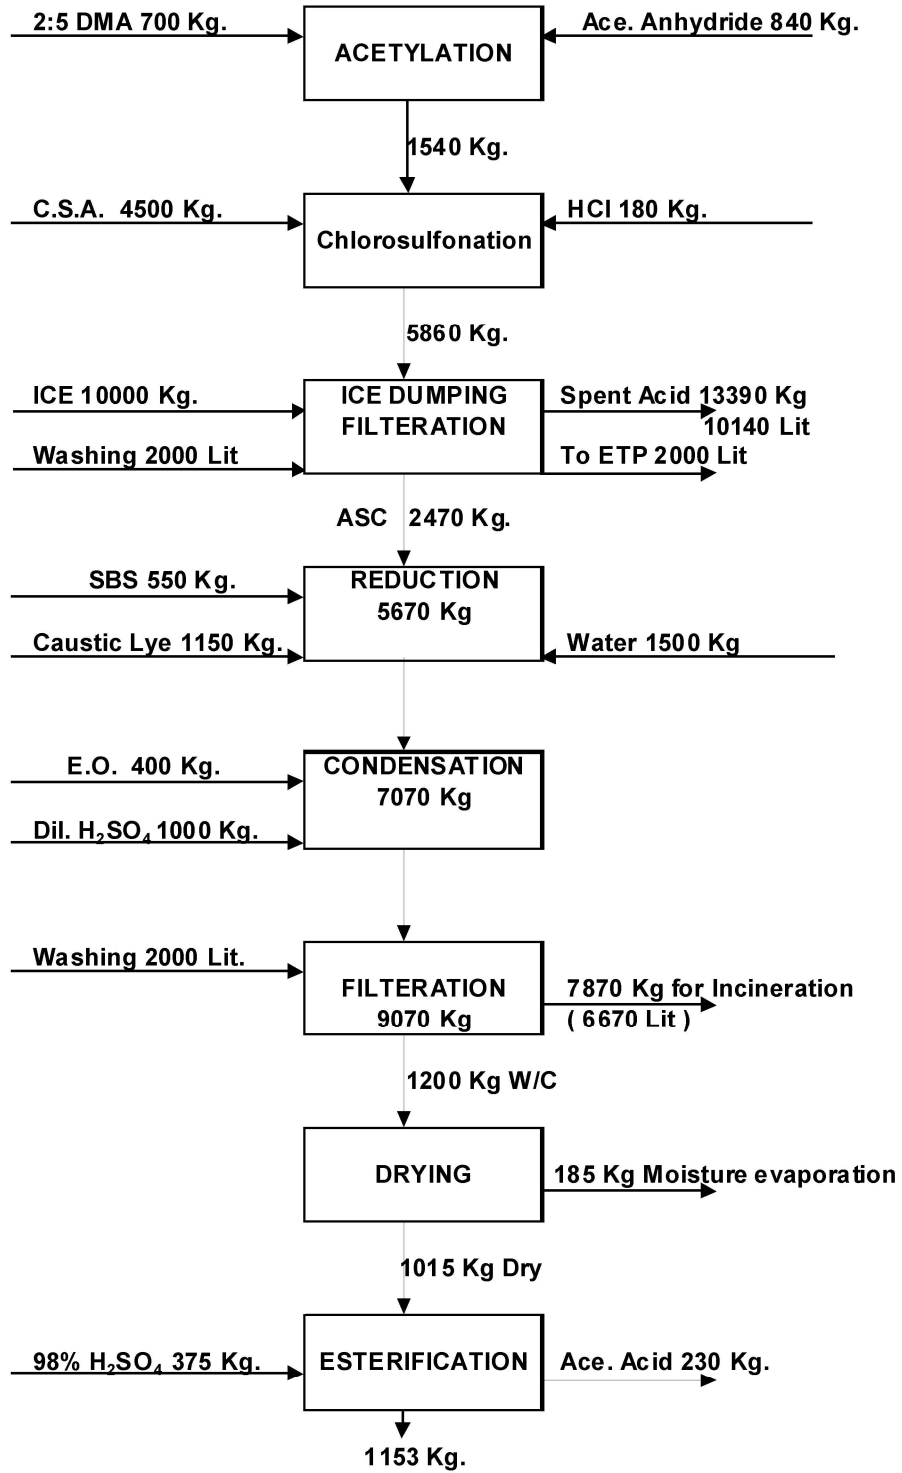 2:5 DMA 700 Kg.
Ace. Anhydride 840 Kg.
ACETYLATION
1540 Kg.
C.S.A. 4500 Kg.
HCl 180 Kg.
Chlorosulfonation
5860 Kg.
ICE 10000 Kg.
ICE DUMPING
FILTERATION
Spent Acid 13390 Kg
10140 Lit
Washing 2000 Lit
To ETP 2000 Lit
ASC 2470 Kg.
SBS 550 Kg.
REDUCTION
5670 Kg
Caustic Lye 1150 Kg.
Water 1500 Kg
E.O. 400 Kg.
CONDENSATION
7070 Kg
Dil. H₂SO₄ 1000 Kg.
Washing 2000 Lit.
FILTERATION
9070 Kg
7870 Kg for Incineration
( 6670 Lit )
1200 Kg W/C
DRYING
185 Kg Moisture evaporation
1015 Kg Dry
98% H₂SO₄ 375 Kg.
ESTERIFICATION
Ace. Acid 230 Kg.
1153 Kg.